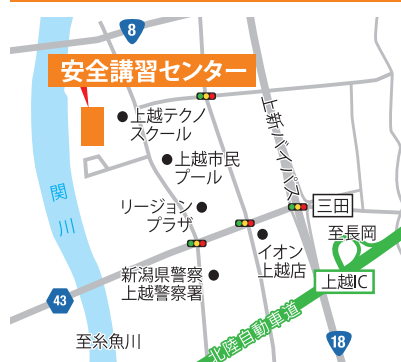 8
安全講習センター
上越テクノ
スクール
上新バイパス
上越市民
プール
関川
リージョン
プラザ
三田
至長岡
イオン
上越店
新潟県警察
上越警察署
上越IC
43
北陸自動車道
至糸魚川
18